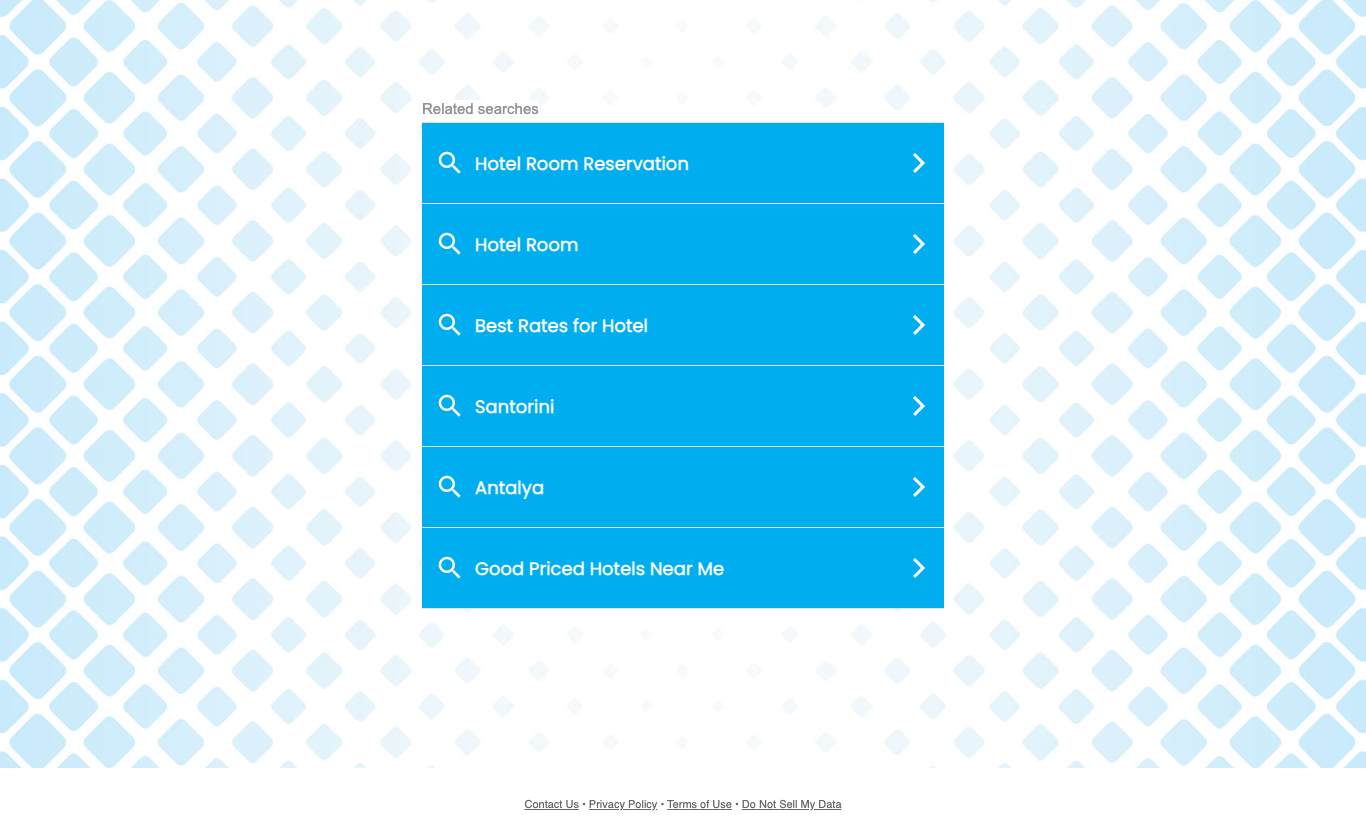 Related searches
Hotel Room Reservation
Hotel Room
Best Rates for Hotel
Santorini
Antalya
Good Priced Hotels Near Me
Contact Us • Privacy Policy • Terms of Use • Do Not Sell My Data